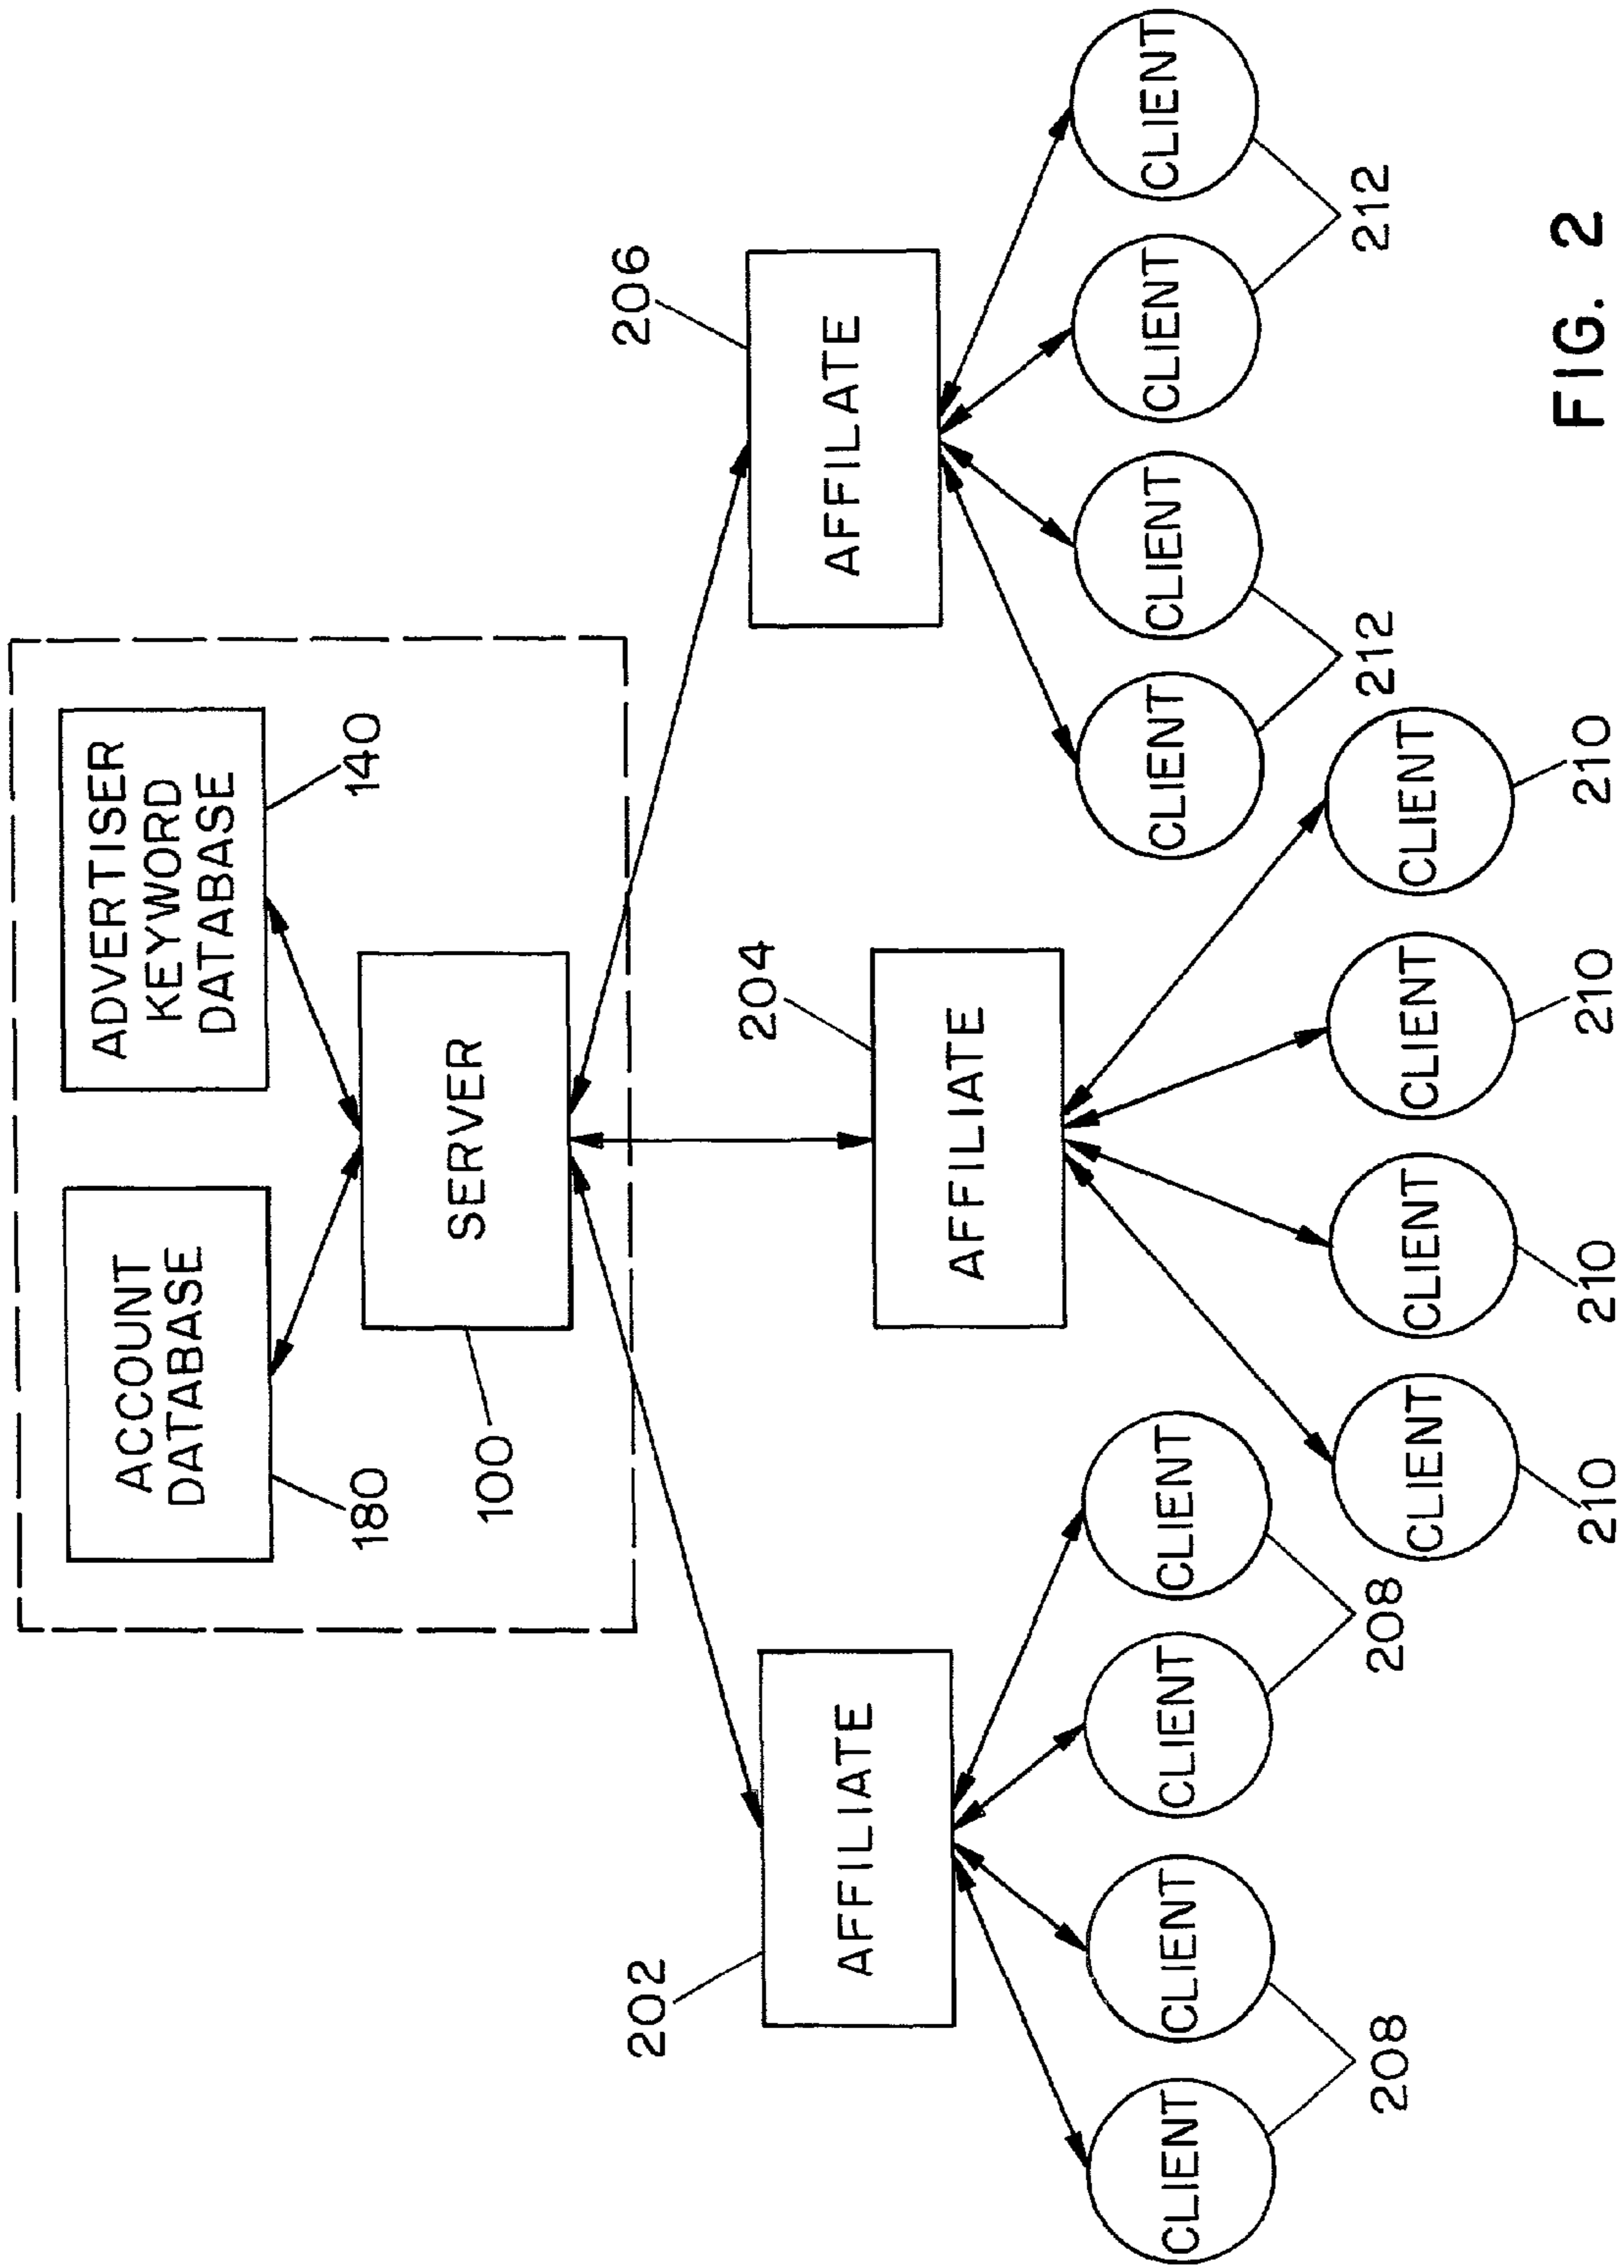 ACCOUNT
DATABASE
ADVERTISER
KEYWORD
DATABASE
180
140
SERVER
100
202
206
204
AFFILIATE
AFFILATE
AFFILIATE
CLIENT
CLIENT
CLIENT
CLIENT
CLIENT
CLIENT
CLIENT
CLIENT
208
208
212
212
CLIENT
CLIENT
CLIENT
CLIENT
210
210
210
210
FIG. 2